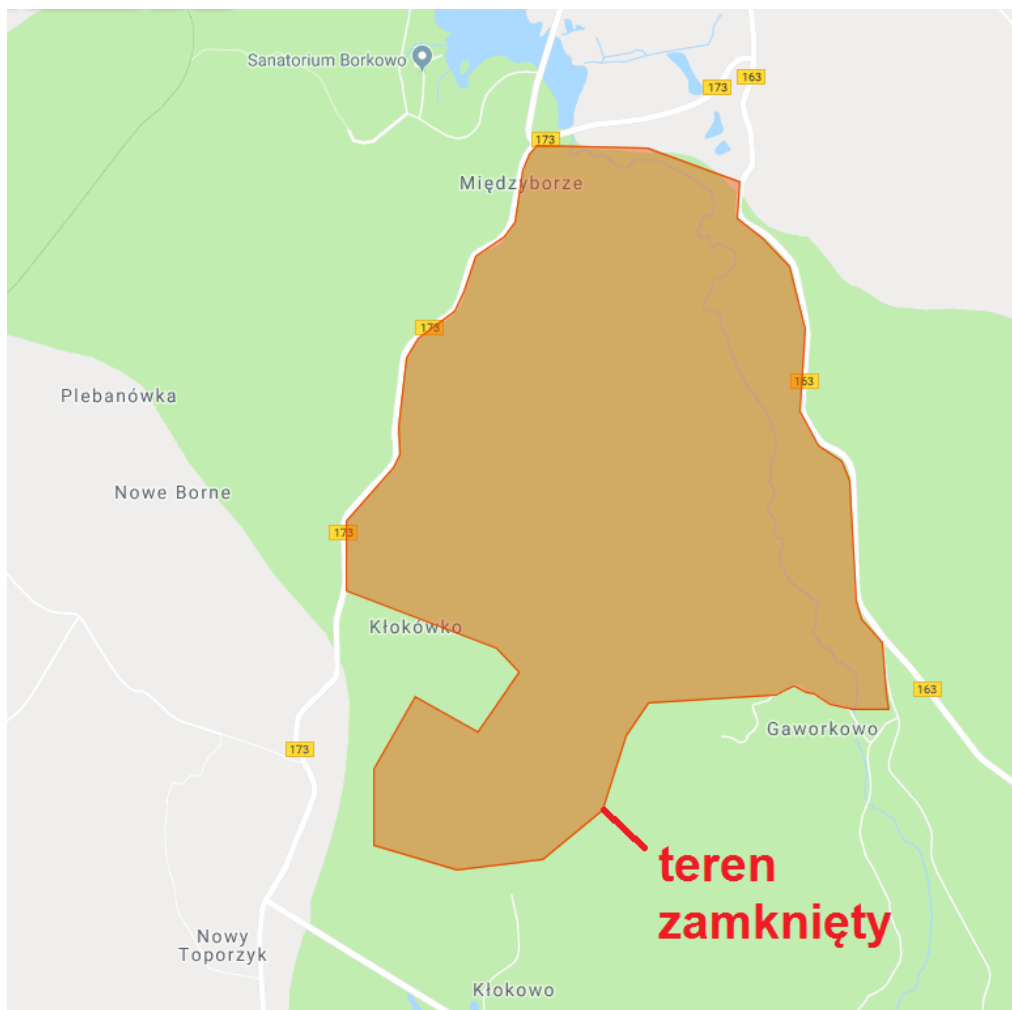 Sanatorium Borkowo
163
173
173
Międzyborze
173
163
Plebanówka
Nowe Borne
173
Kłokówko
163
Gaworkowo
173
teren
zamknięty
Nowy
Toporzyk
Kłokowo